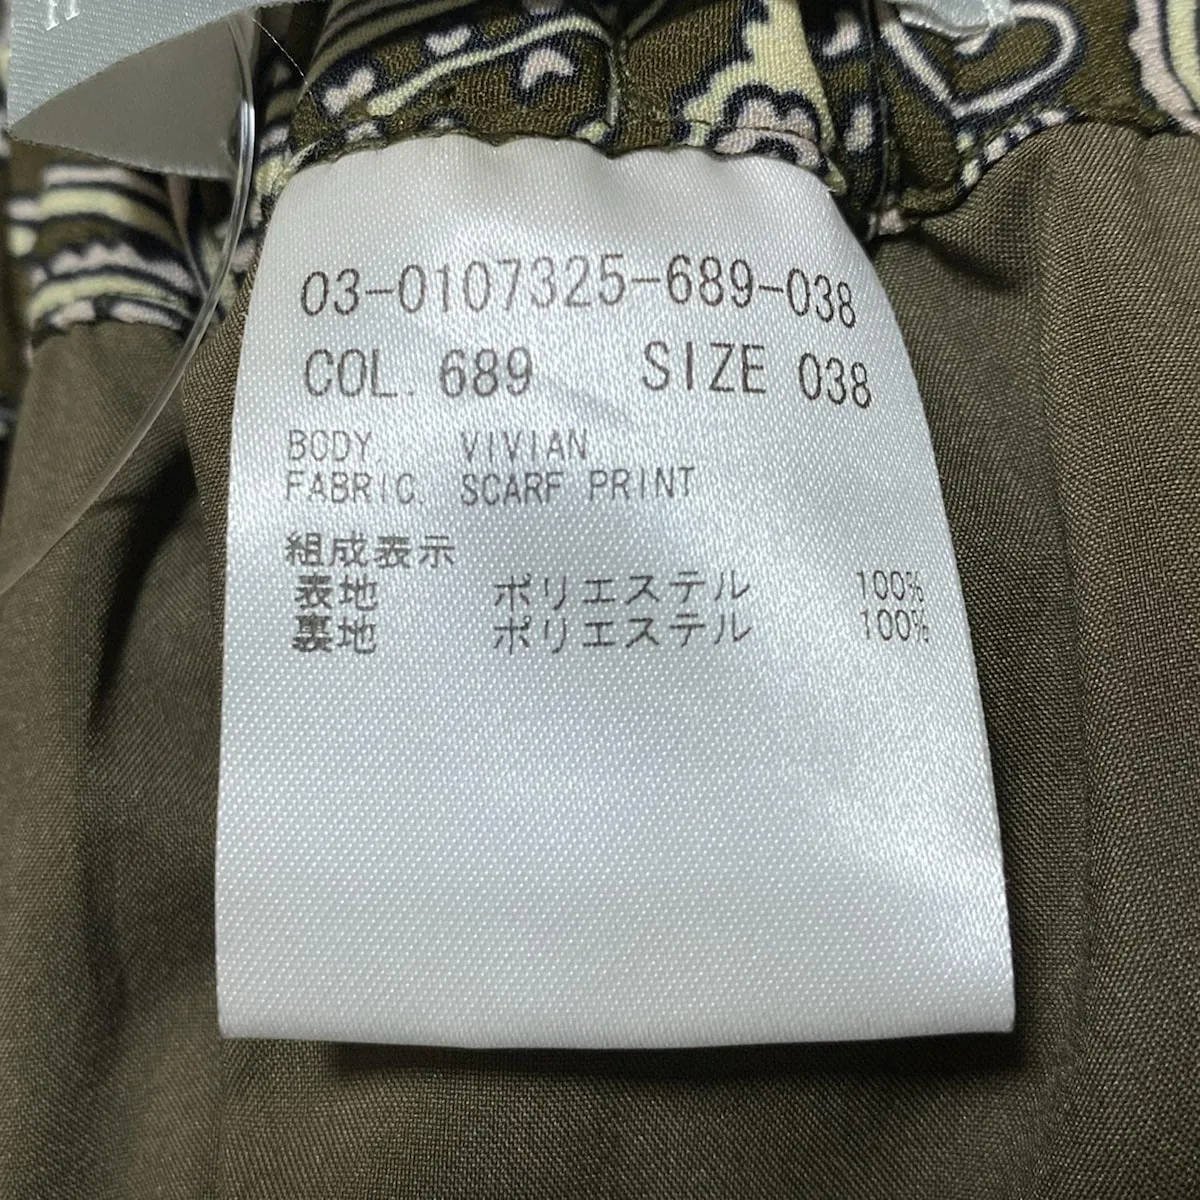 03-0107325-689-038
COL. 689 SIZE 038
BODY. VIVIAN
FABRIC. SCARF PRINT
組成表示
表地 ポリエステル 100%
裏地 ポリエステル 100%